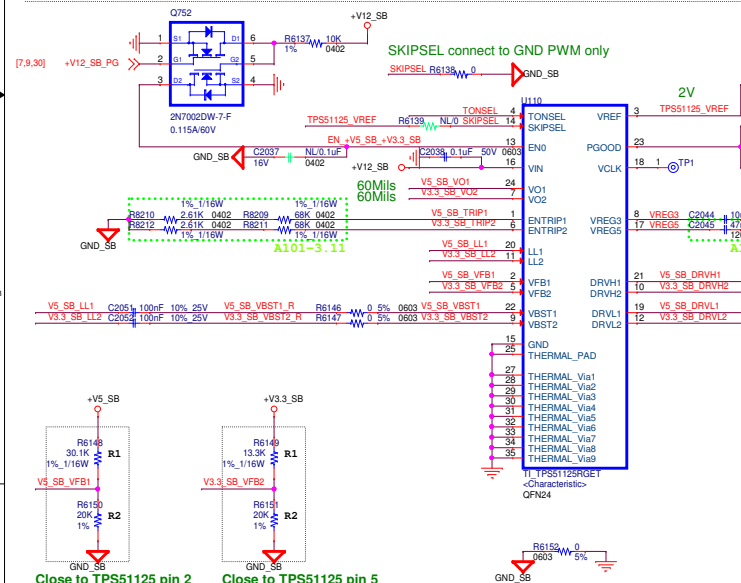 Q752
+V12_SB
1 S1 D1 6
2 G1 G2 5
3 D2 S2 4
[7,9,30] +V12_SB_PG
R6137 10K
1% 0402
2N7002DW-7-F
0.115A/60V
SKIPSEL connect to GND PWM only
SKIPSEL R6138 0
GND_SB
U110
2V
TONSEL 4 TONSEL VREF 3 TPS51125_VREF
TPS51125_VREF R6139 NL/0 SKIPSEL 14 SKIPSEL
EN_+V5_SB_+V3.3_SB 13 EN0 PGOOD 23
GND_SB C2037 NL/0.1uF
16V 0402
C2038 0.1uF 50V 0603
+V12_SB 16 VIN VCLK 18 1 TP1
60Mils V5_SB_VO1 24 VO1
60Mils V3.3_SB_VO2 7 VO2
1%_1/16W 1%_1/16W
R8210 2.61K 0402 R8209 68K 0402 V5_SB_TRIP1 1 ENTRIP1 VREG3 8 VREG3 C2044
R8212 2.61K 0402 R8211 68K 0402 V3.3_SB_TRIP2 6 ENTRIP2 VREG5 17 VREG5 C2045
1%_1/16W 1%_1/16W
GND_SB
A101-3.11
V5_SB_LL1 20 LL1
V3.3_SB_LL2 11 LL2
V5_SB_VFB1 2 VFB1 DRVH1 21 V5_SB_DRVH1
V3.3_SB_VFB2 5 VFB2 DRVH2 10 V3.3_SB_DRVH2
V5_SB_LL1 C2051 100nF 10% 25V V5_SB_VBST1_R R6146 0 5% 0603 V5_SB_VBST1 22 VBST1 DRVL1 19 V5_SB_DRVL1
V3.3_SB_LL2 C2052 100nF 10% 25V V3.3_SB_VBST2_R R6147 0 5% 0603 V3.3_SB_VBST2 9 VBST2 DRVL2 12 V3.3_SB_DRVL2
15 GND
25 THERMAL_PAD
27 THERMAL_Via1
28 THERMAL_Via2
29 THERMAL_Via3
30 THERMAL_Via4
31 THERMAL_Via5
32 THERMAL_Via6
33 THERMAL_Via7
34 THERMAL_Via8
35 THERMAL_Via9
TI_TPS51125RGET
<Characteristic>
QFN24
+V5_SB +V3.3_SB
R6148 R1 R6149 R1
30.1K 13.3K
1%_1/16W 1%_1/16W
V5_SB_VFB1 V3.3_SB_VFB2
R6150 R2 R6151 R2
20K 20K
1% 1%
GND_SB GND_SB
R6152 0
0603 5%
GND_SB
Close to TPS51125 pin 2 Close to TPS51125 pin 5